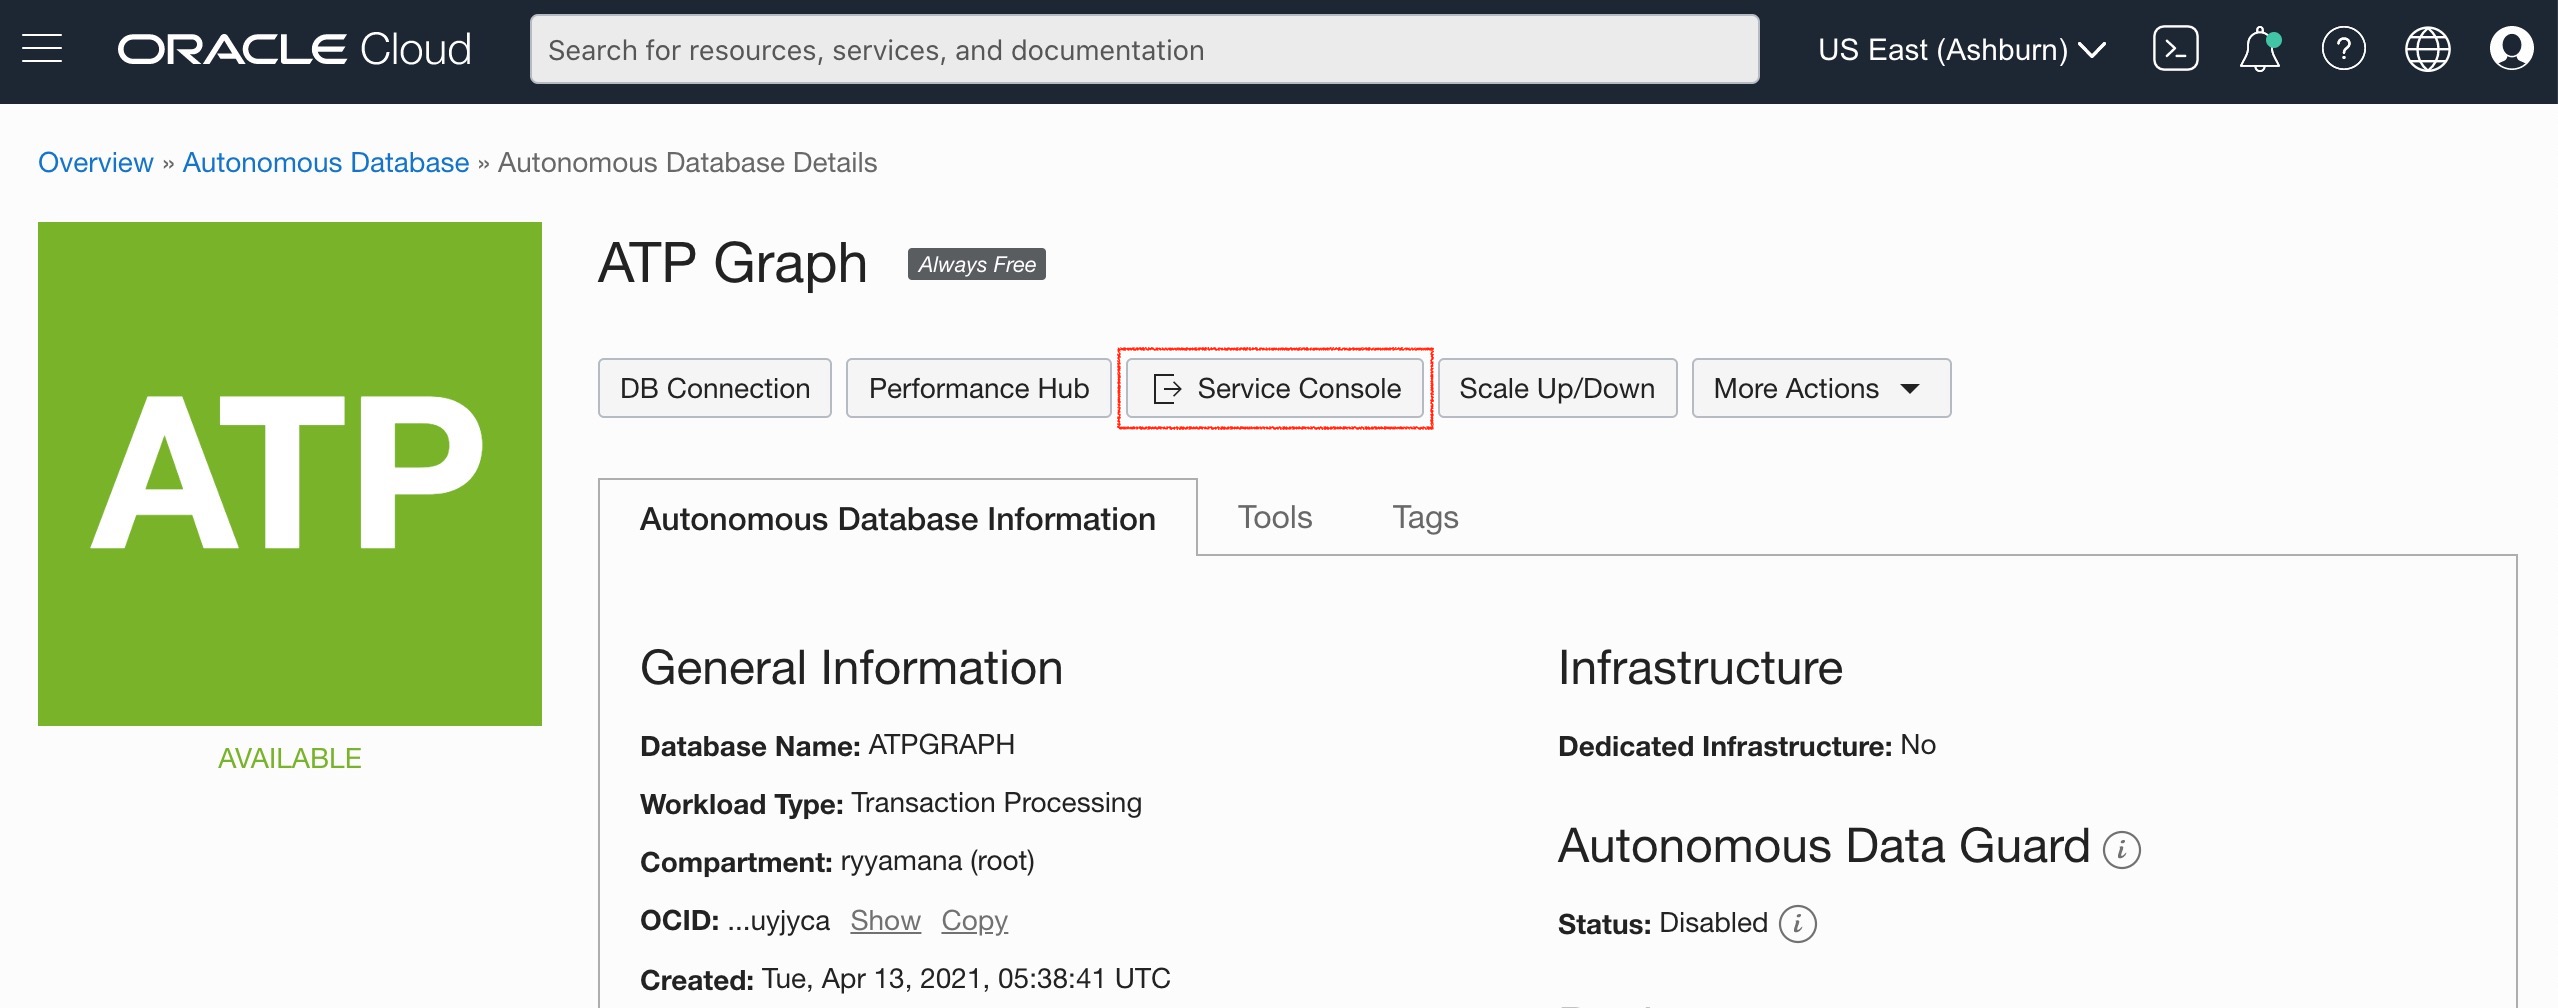 ORACLE Cloud
Search for resources, services, and documentation
US East (Ashburn)
Overview » Autonomous Database » Autonomous Database Details
ATP
AVAILABLE
ATP Graph
Always Free
DB Connection
Performance Hub
Service Console
Scale Up/Down
More Actions
Autonomous Database Information
Tools
Tags
General Information
Database Name: ATPGRAPH
Workload Type: Transaction Processing
Compartment: ryyamana (root)
OCID: ...uyjyca Show Copy
Created: Tue, Apr 13, 2021, 05:38:41 UTC
Infrastructure
Dedicated Infrastructure: No
Autonomous Data Guard
Status: Disabled